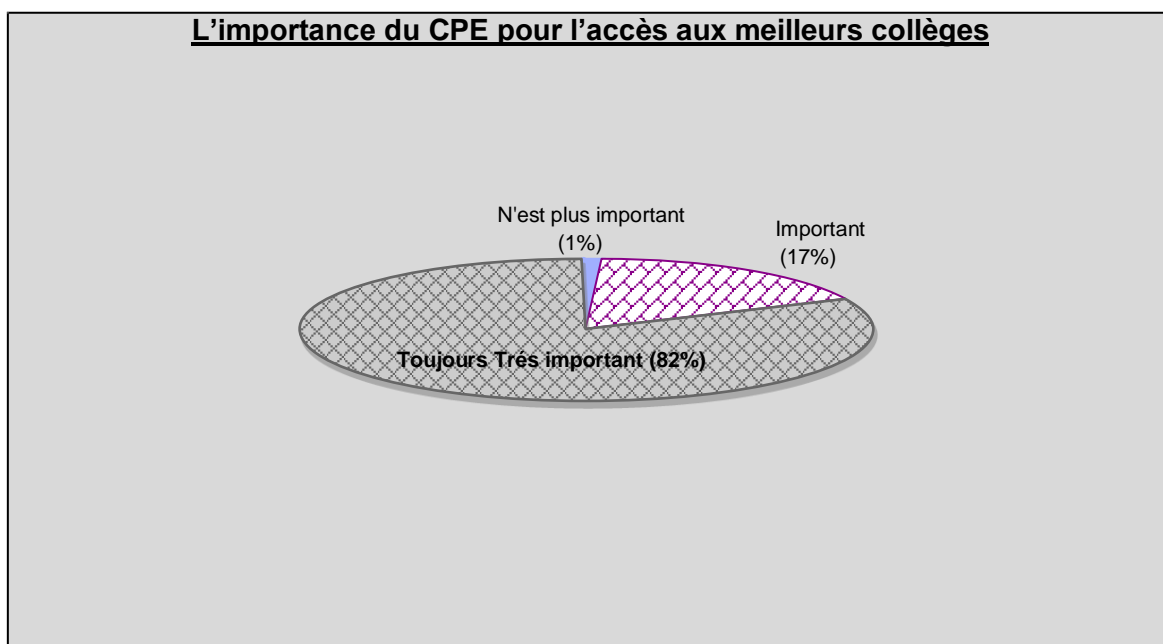 L’importance du CPE pour l’accès aux meilleurs collèges
N'est plus important
(1%)
Important
(17%)
Toujours Trés important (82%)